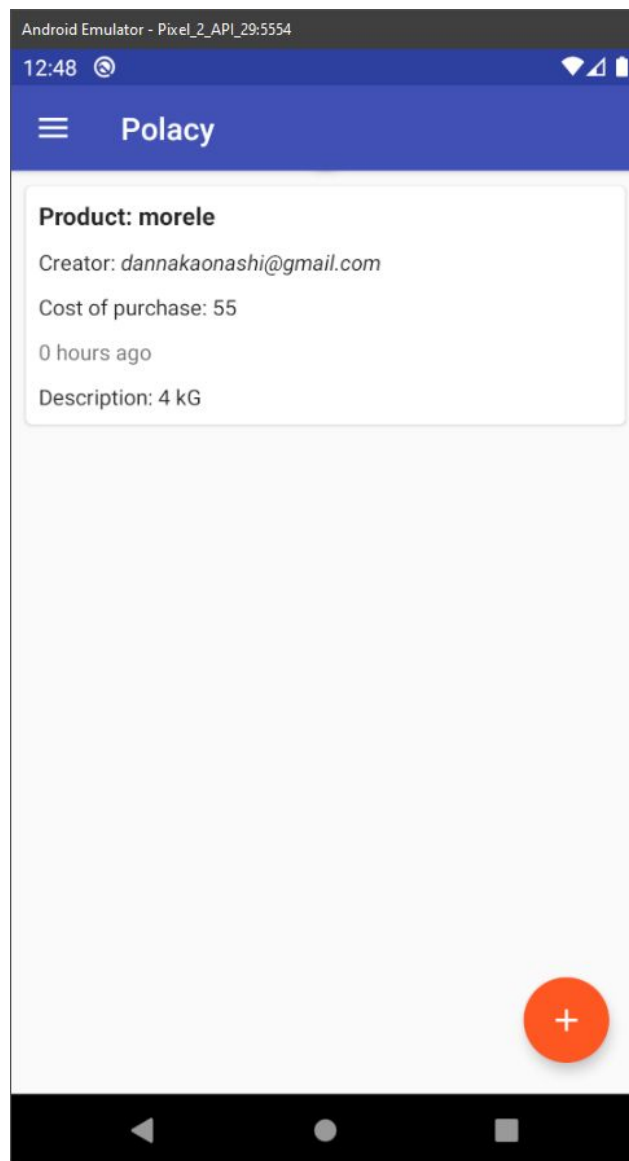 Android Emulator - Pixel_2_API_29:5554
12:48
Polacy
Product: morele
Creator: dannakaonashi@gmail.com
Cost of purchase: 55
0 hours ago
Description: 4 kG